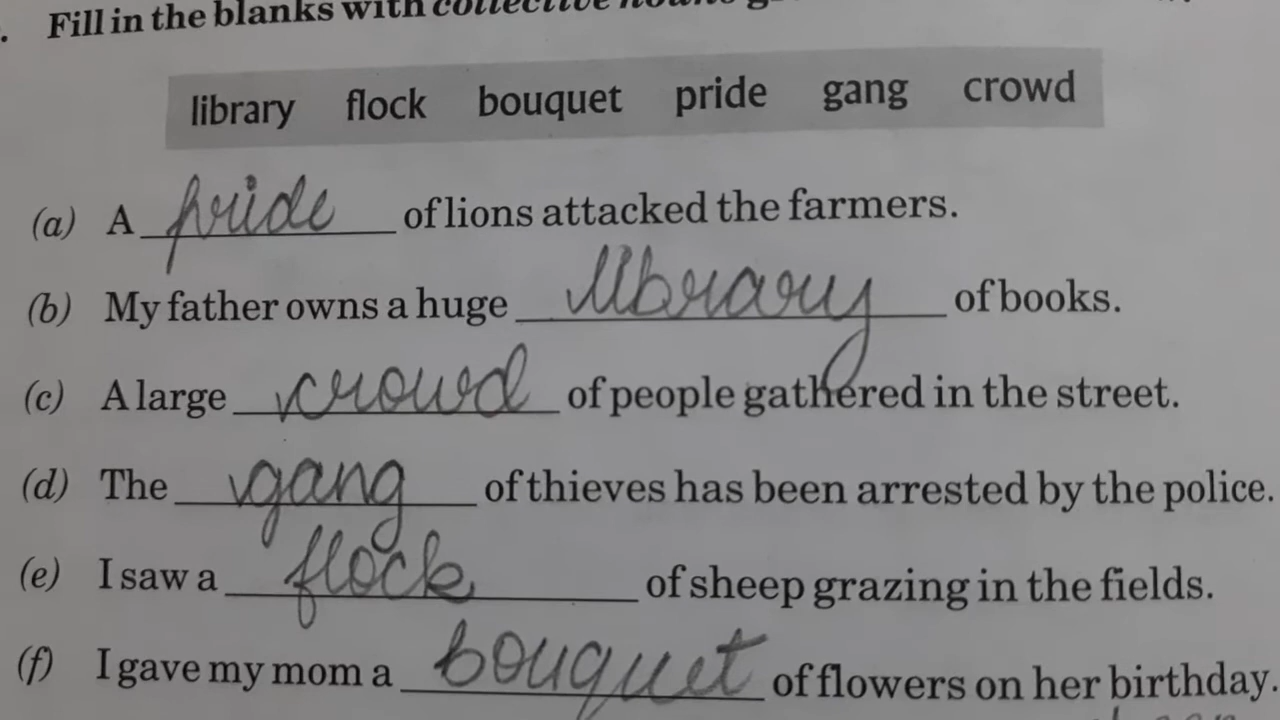 Fill in the blanks with collective nouns
library flock bouquet pride gang crowd
(a) A pride of lions attacked the farmers.
(b) My father owns a huge library of books.
(c) A large crowd of people gathered in the street.
(d) The gang of thieves has been arrested by the police.
(e) I saw a flock of sheep grazing in the fields.
(f) I gave my mom a bouquet of flowers on her birthday.